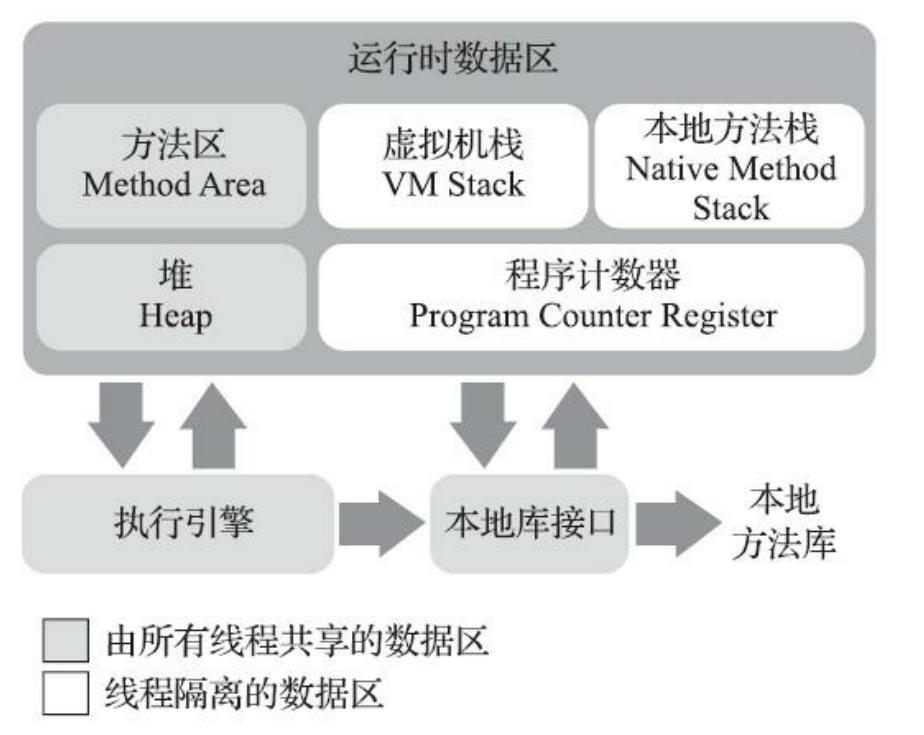 运行时数据区
方法区
Method Area
虚拟机栈
VM Stack
本地方法栈
Native Method
Stack
堆
Heap
程序计数器
Program Counter Register
执行引擎
本地库接口
本地
方法库
由所有线程共享的数据区
线程隔离的数据区